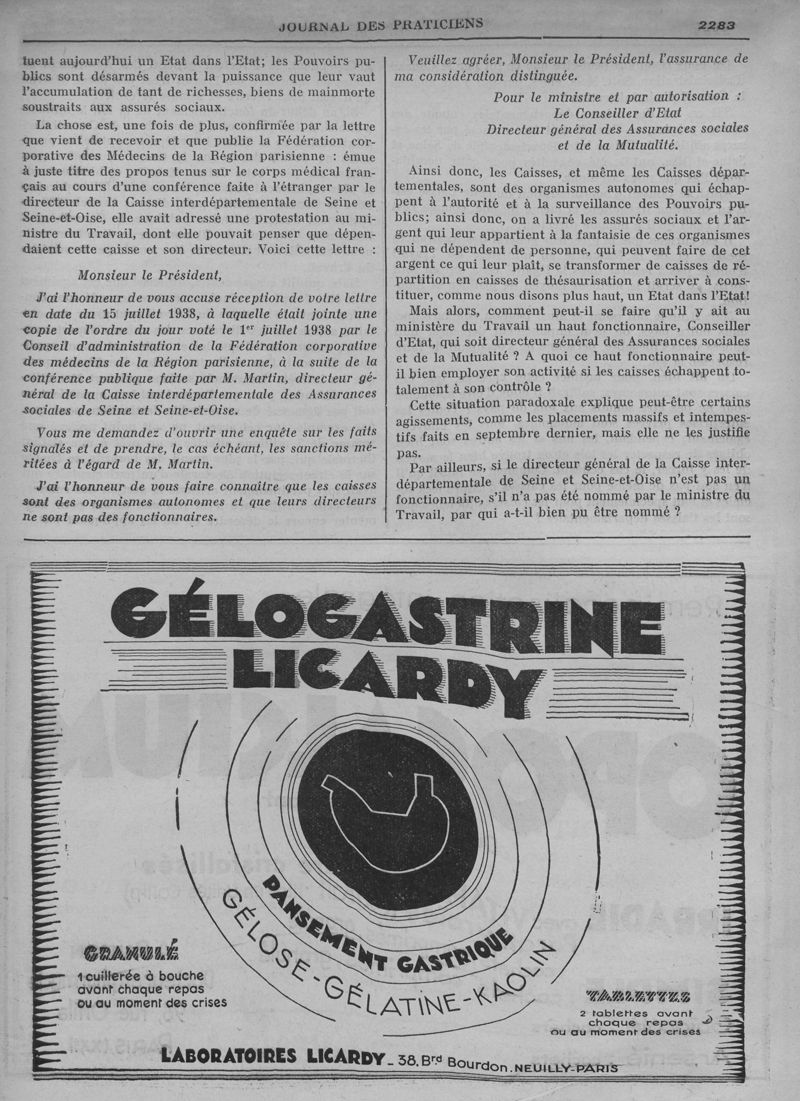 JOURNAL DES PRATICIENS
2283
tuent aujourd'hui un Etat dans l'Etat; les Pouvoirs pu-
blics sont désarmés devant la puissance que leur vaut
l'accumulation de tant de richesses, biens de mainmorte
soustraits aux assurés sociaux.
La chose est, une fois de plus, confirmée par la lettre
que vient de recevoir et que publie la Fédération cor-
porative des Médecins de la Région parisienne : émue
à juste titre des propos tenus sur le corps médical fran-
çais au cours d'une conférence faite à l'étranger par le
directeur de la Caisse interdépartementale de Seine et
Seine-et-Oise, elle avait adressé une protestation au mi-
nistre du Travail, dont elle pouvait penser que dépen-
daient cette caisse et son directeur. Voici cette lettre :
Monsieur le Président,
J'ai l'honneur de vous accuse réception de votre lettre
en date du 15 juillet 1938, à laquelle était jointe une
copie de l'ordre du jour voté le 1er juillet 1938 par le
Conseil d'administration de la Fédération corporative
des médecins de la Région parisienne, à la suite de la
conférence publique faite par M. Martin, directeur gé-
néral de la Caisse interdépartementale des Assurances
sociales de Seine et Seine-et-Oise.
Vous me demandez d'ouvrir une enquête sur les faits
signalés et de prendre, le cas échéant, les sanctions mé-
ritées à l'égard de M. Martin.
J'ai l'honneur de vous faire connaître que les caisses
sont des organismes autonomes et que leurs directeurs
ne sont pas des fonctionnaires.
Veuillez agréer, Monsieur le Président, l'assurance de
ma considération distinguée.
Pour le ministre et par autorisation :
Le Conseiller d'Etat
Directeur général des Assurances sociales
et de la Mutualité.
Ainsi donc, les Caisses, et même les Caisses dépar-
tementales, sont des organismes autonomes qui échap-
pent à l'autorité et à la surveillance des Pouvoirs pu-
blics; ainsi donc, on a livré les assurés sociaux et l'ar-
gent qui leur appartient à la fantaisie de ces organismes
qui ne dépendent de personne, qui peuvent faire de cet
argent ce qui leur plaît, se transformer de caisses de ré-
partition en caisses de thésaurisation et arriver à cons-
tituer, comme nous disons plus haut, un Etat dans l'Etat!
Mais alors, comment peut-il se faire qu'il y ait au
ministère du Travail un haut fonctionnaire, Conseiller
d'Etat, qui soit directeur général des Assurances sociales
et de la Mutualité ? A quoi ce haut fonctionnaire peut-
il bien employer son activité si les caisses échappent to-
talement à son contrôle ?
Cette situation paradoxale explique peut-être certains
agissements, comme les placements massifs et intempes-
tifs faits en septembre dernier, mais elle ne les justifie
pas.
Par ailleurs, si le directeur général de la Caisse inter-
départementale de Seine et Seine-et-Oise n'est pas un
fonctionnaire, s'il n'a pas été nommé par le ministre du
Travail, par qui a-t-il bien pu être nommé ?
GÉLOGASTRINE
LICARDY
PANSEMENT GASTRIQUE
GÉLOSE-GÉLATINE-KAOLIN
GRANULÉ
1 cuillerée à bouche
avant chaque repas
ou au moment des crises
TABLETTES
2 tablettes avant
chaque repas
ou au moment des crises
LABORATOIRES LICARDY_38, Brd Bourdon.NEUILLY-PARIS